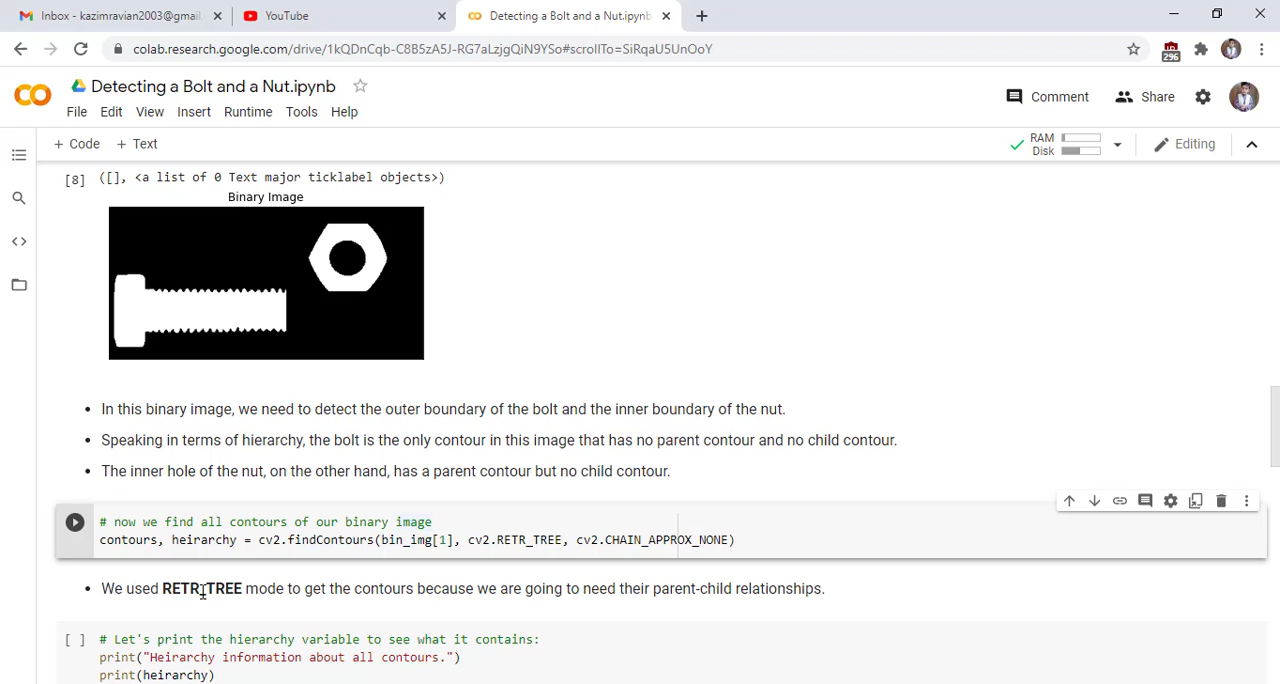 Inbox - kazimravian2003@gmail.
YouTube
Detecting a Bolt and a Nut.ipynb
colab.research.google.com/drive/1kQDnCqb-C8B5zA5J-RG7aLzjgQiN9YSo#scrollTo=SiRqaU5UnOoY
296
Detecting a Bolt and a Nut.ipynb
Comment
Share
File Edit View Insert Runtime Tools Help
+ Code + Text
RAM
Disk
Editing
[8] ([], <a list of 0 Text major ticklabel objects>)
Binary Image
• In this binary image, we need to detect the outer boundary of the bolt and the inner boundary of the nut.
• Speaking in terms of hierarchy, the bolt is the only contour in this image that has no parent contour and no child contour.
• The inner hole of the nut, on the other hand, has a parent contour but no child contour.
# now we find all contours of our binary image
contours, heirarchy = cv2.findContours(bin_img[1], cv2.RETR_TREE, cv2.CHAIN_APPROX_NONE)
• We used RETR_TREE mode to get the contours because we are going to need their parent-child relationships.
[ ] # Let's print the hierarchy variable to see what it contains:
print("Heirarchy information about all contours.")
print(heirarchy)